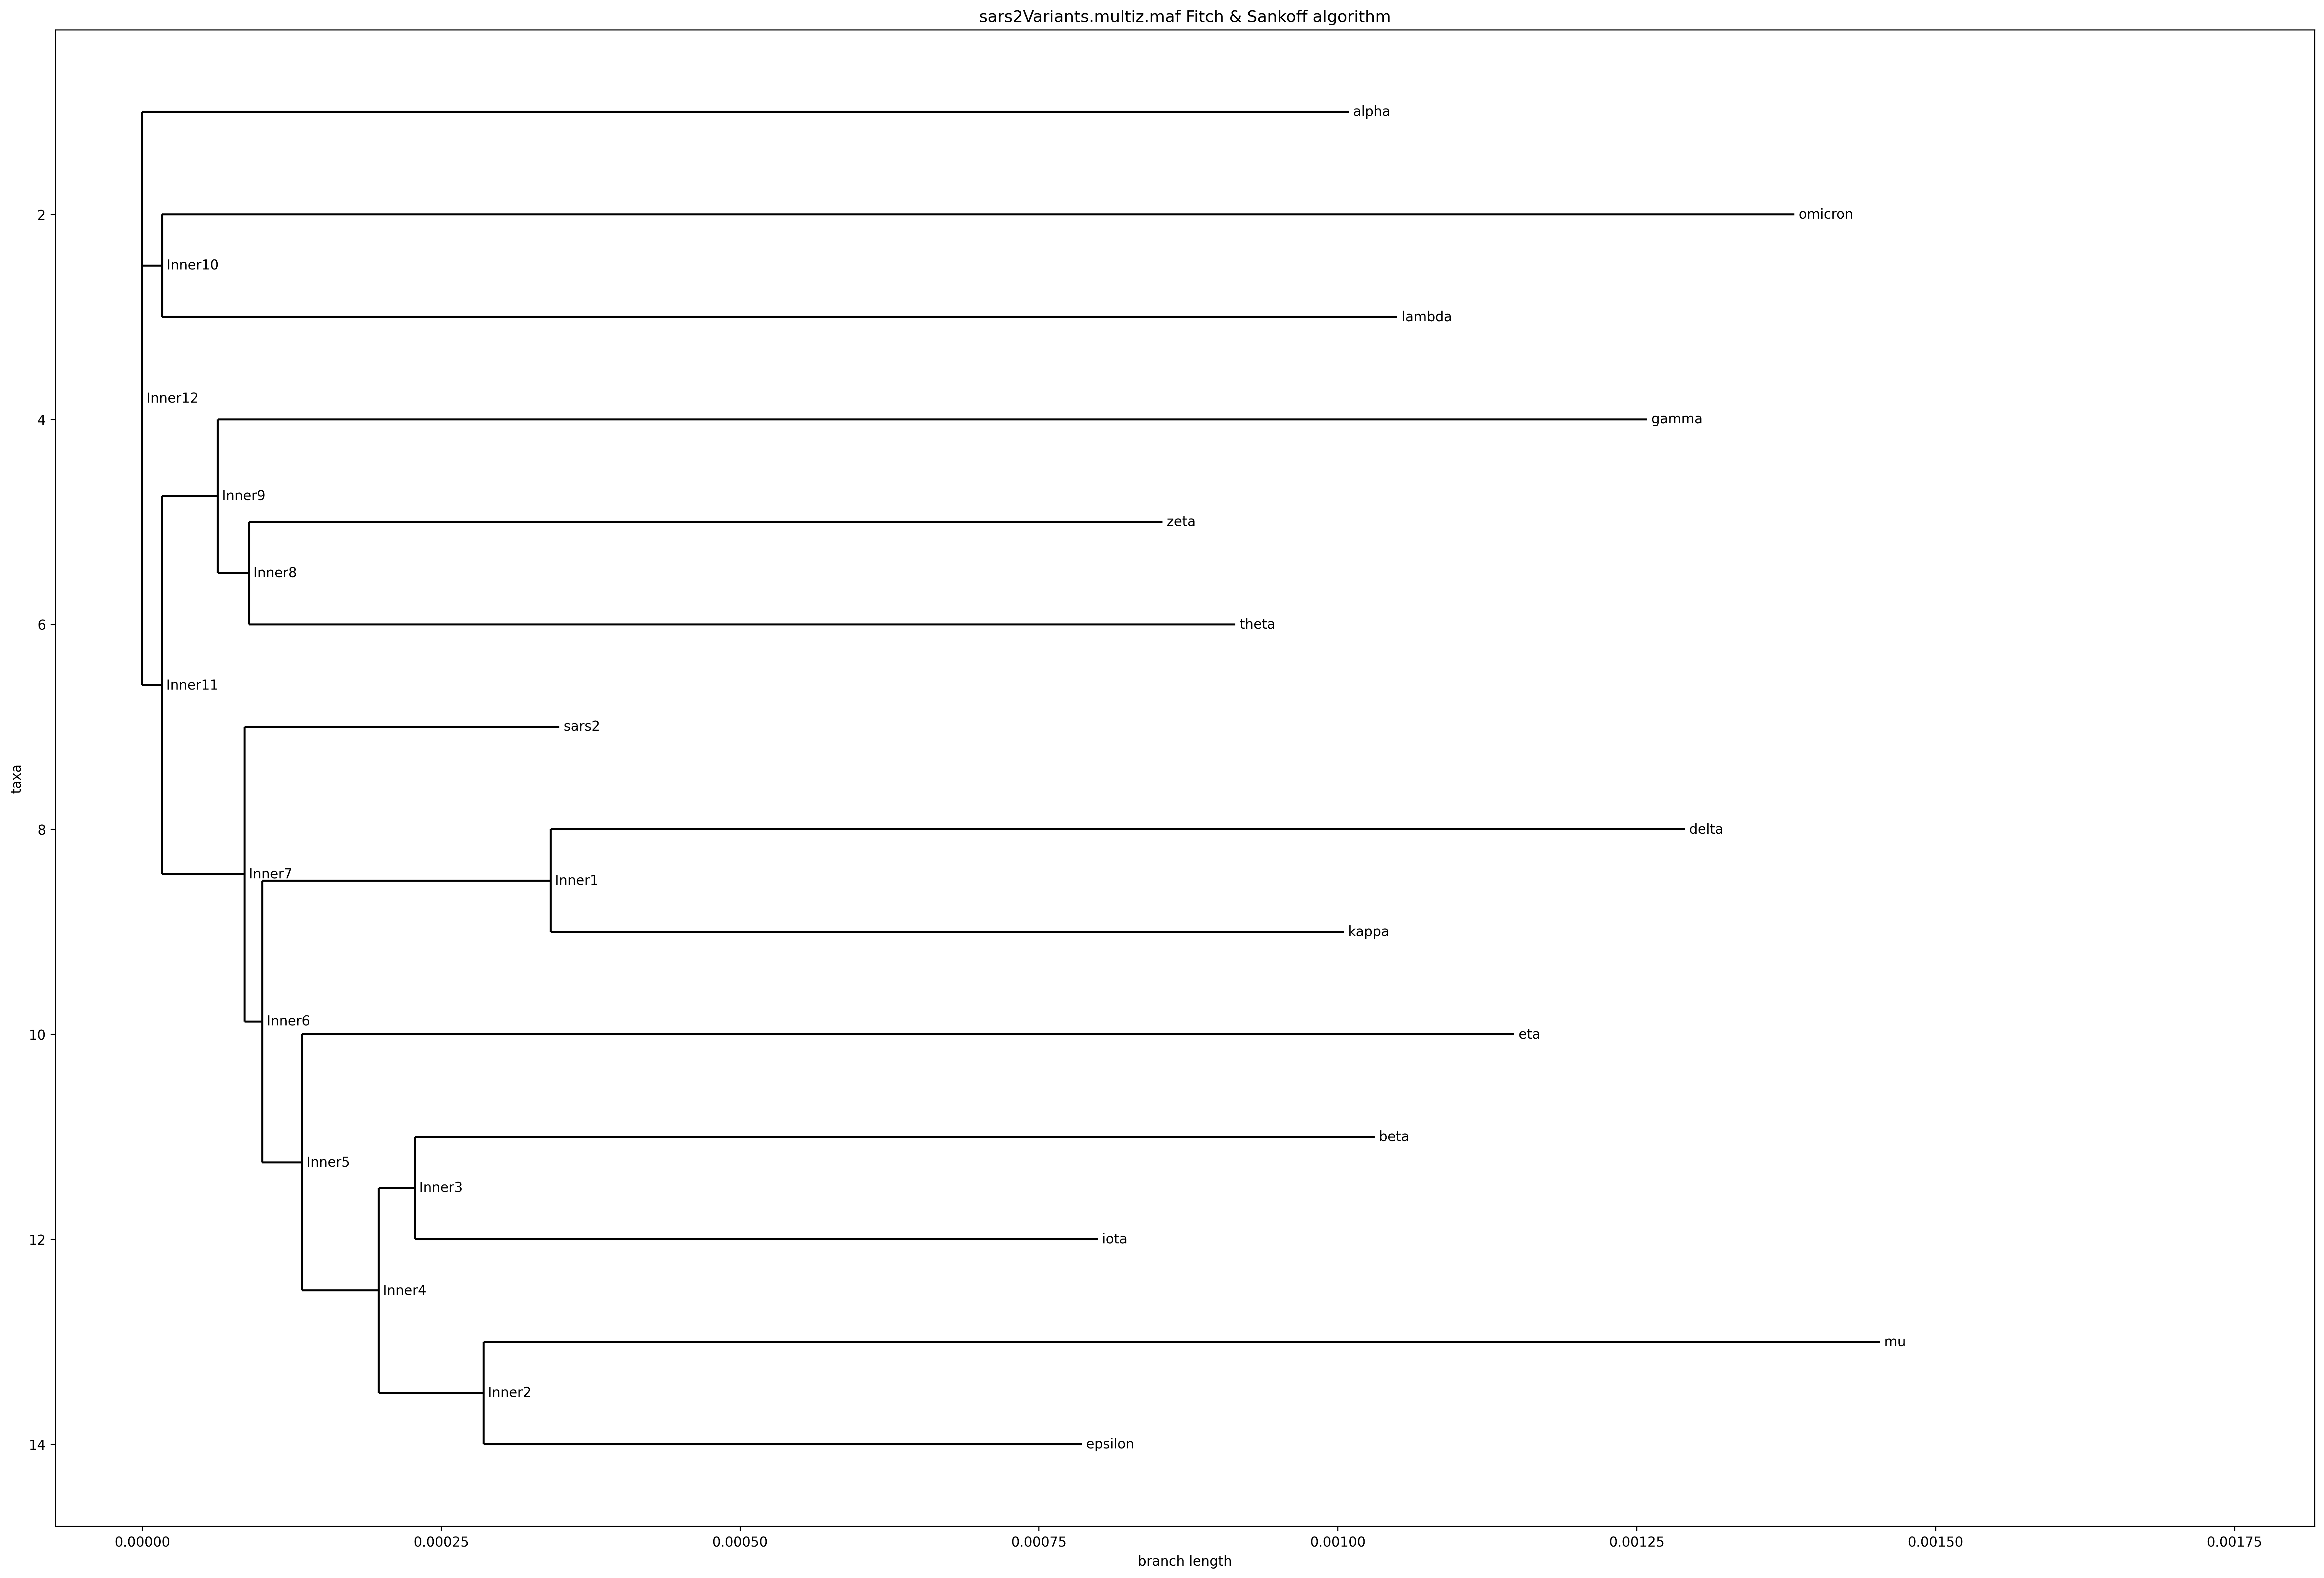 sars2Variants.multiz.maf Fitch & Sankoff algorithm
alpha
2
omicron
Inner10
lambda
Inner12
4
gamma
Inner9
zeta
Inner8
6
theta
Inner11
sars2
taxa
8
delta
Inner7
Inner1
kappa
Inner6
10
eta
beta
Inner5
Inner3
12
iota
Inner4
mu
Inner2
14
epsilon
0.00000 0.00025 0.00050 0.00075 0.00100 0.00125 0.00150 0.00175
branch length